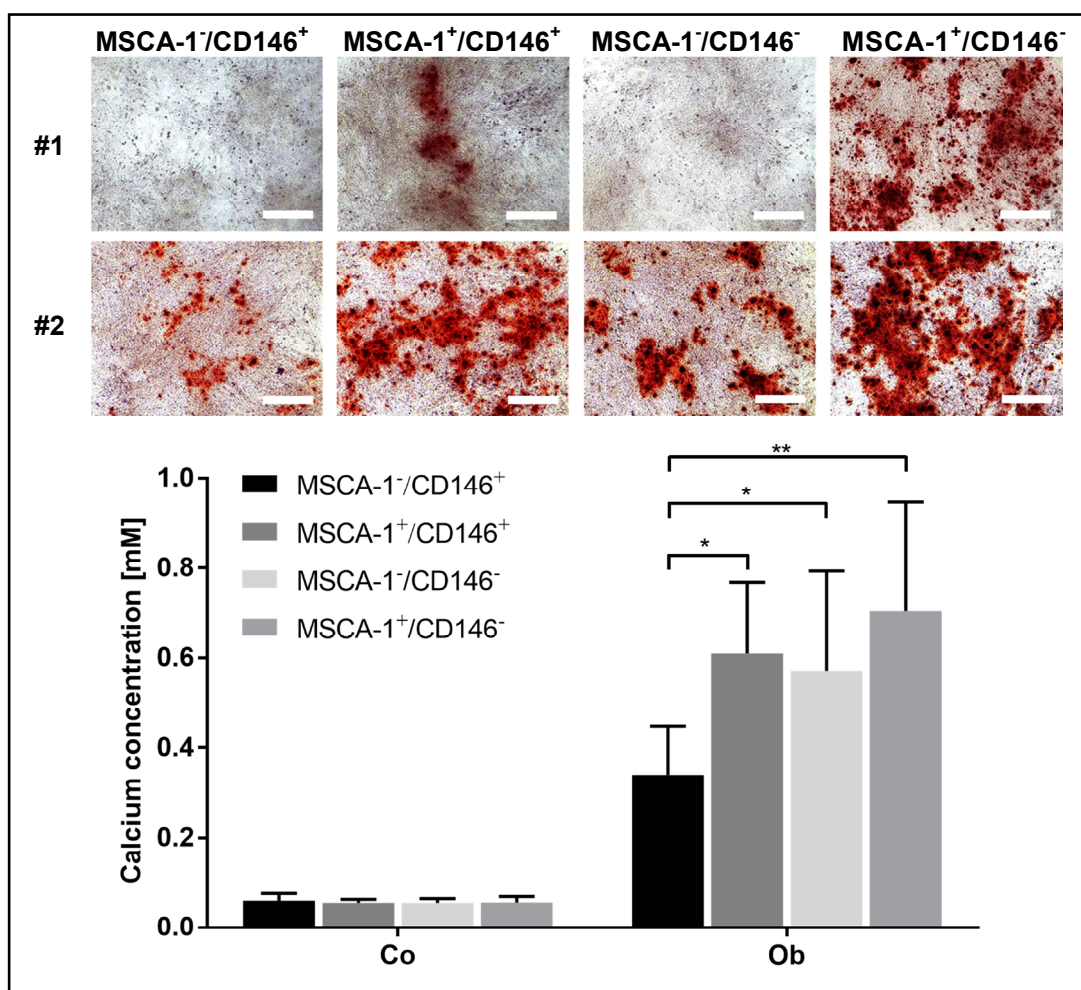 MSCA-1⁻/CD146⁺ MSCA-1⁺/CD146⁺ MSCA-1⁻/CD146⁻ MSCA-1⁺/CD146⁻
#1
#2
Calcium concentration [mM]
1.0
0.8
0.6
0.4
0.2
0.0
MSCA-1⁻/CD146⁺
MSCA-1⁺/CD146⁺
MSCA-1⁻/CD146⁻
MSCA-1⁺/CD146⁻
**
*
*
Co Ob